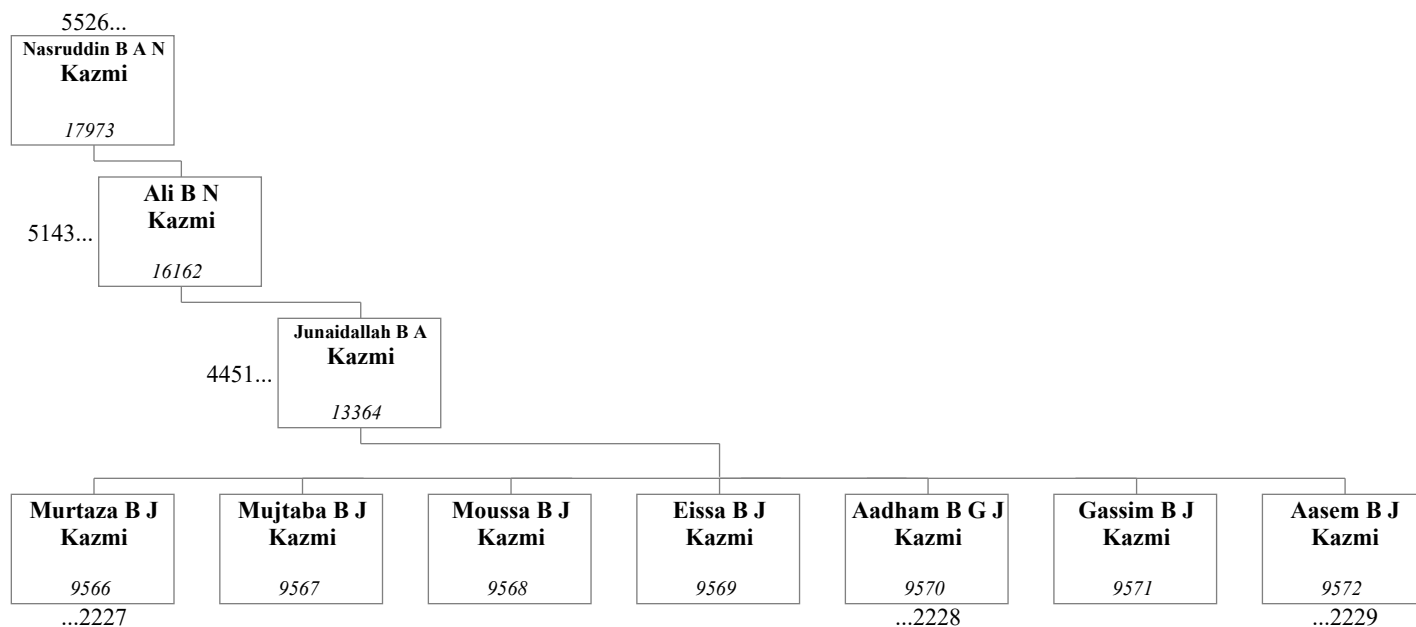 5526...
Nasruddin B A N
Kazmi
17973
Ali B N
Kazmi
5143...
16162
Junaidallah B A
Kazmi
4451...
13364
Murtaza B J
Kazmi
9566
...2227
Mujtaba B J
Kazmi
9567
Moussa B J
Kazmi
9568
Eissa B J
Kazmi
9569
Aadham B G J
Kazmi
9570
...2228
Gassim B J
Kazmi
9571
Aasem B J
Kazmi
9572
...2229